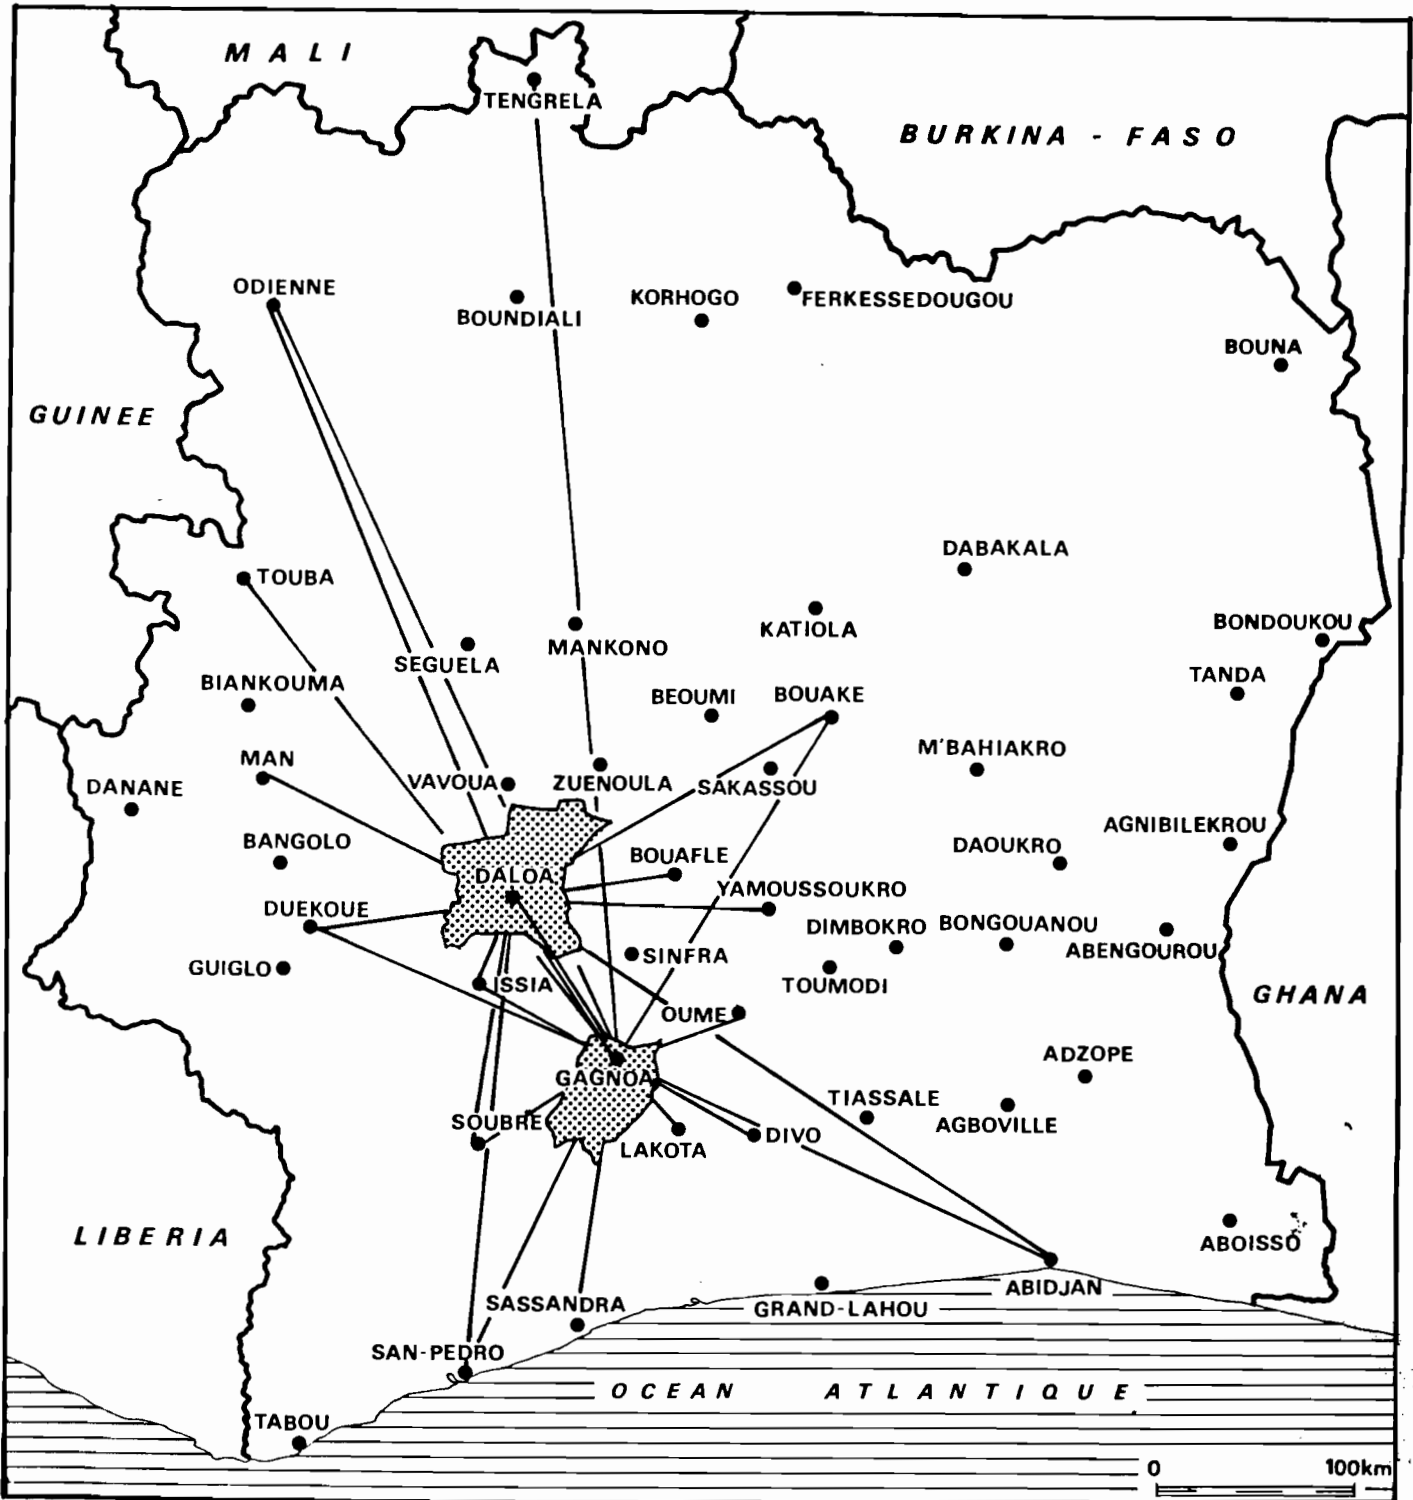 MALI
TENGRELA
BURKINA - FASO
ODIENNE
BOUNDIALI
KORHOGO
FERKESSEDOUGOU
BOUNA
GUINEE
TOUBA
DABAKALA
KATIOLA
BONDOUKOU
MANKONO
SEGUELA
TANDA
BIANKOUMA
BEOUMI
BOUAKE
MAN
M'BAHIAKRO
DANANE
VAVOUA
ZUENOULA
SAKASSOU
AGNIBILEKROU
BANGOLO
DAOUKRO
BOUAFLE
DALOA
YAMOUSSOUKRO
DUEKOUE
DIMBOKRO
BONGOUANOU
ABENGOUROU
GUIGLO
SINFRA
ISSIA
TOUMODI
GHANA
OUME
ADZOPE
GAGNOA
TIASSALE
SOUBRE
AGBOVILLE
DIVO
LAKOTA
LIBERIA
ABOISSO
ABIDJAN
SASSANDRA
GRAND-LAHOU
SAN-PEDRO
OCEAN ATLANTIQUE
TABOU
0 100km